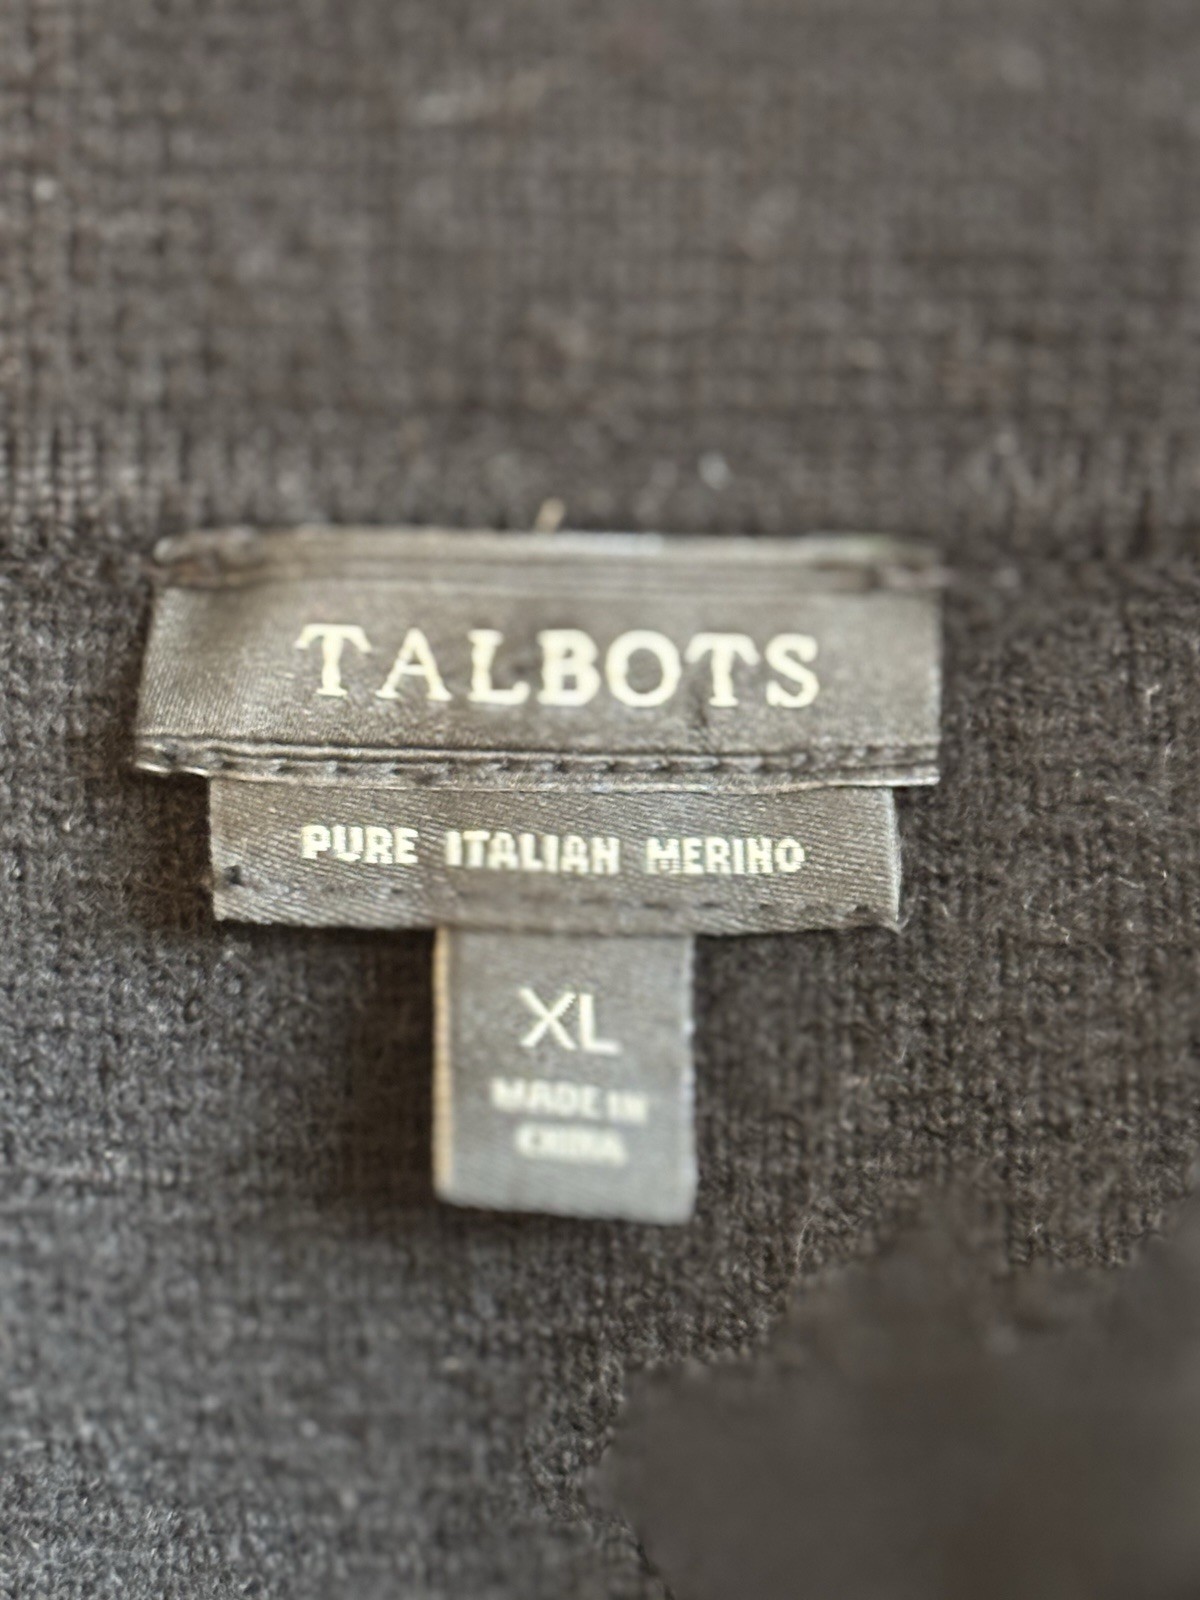 TALBOTS
PURE ITALIAN MERINO
XL
MADE IN
CHINA